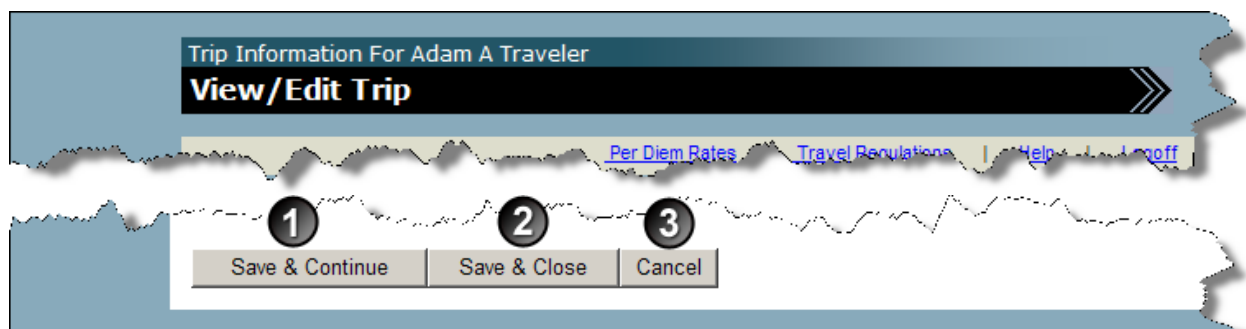 Trip Information For Adam A Traveler
View/Edit Trip
Per Diem Rates Travel Regulations | Help | Logoff
1 2 3
Save & Continue Save & Close Cancel